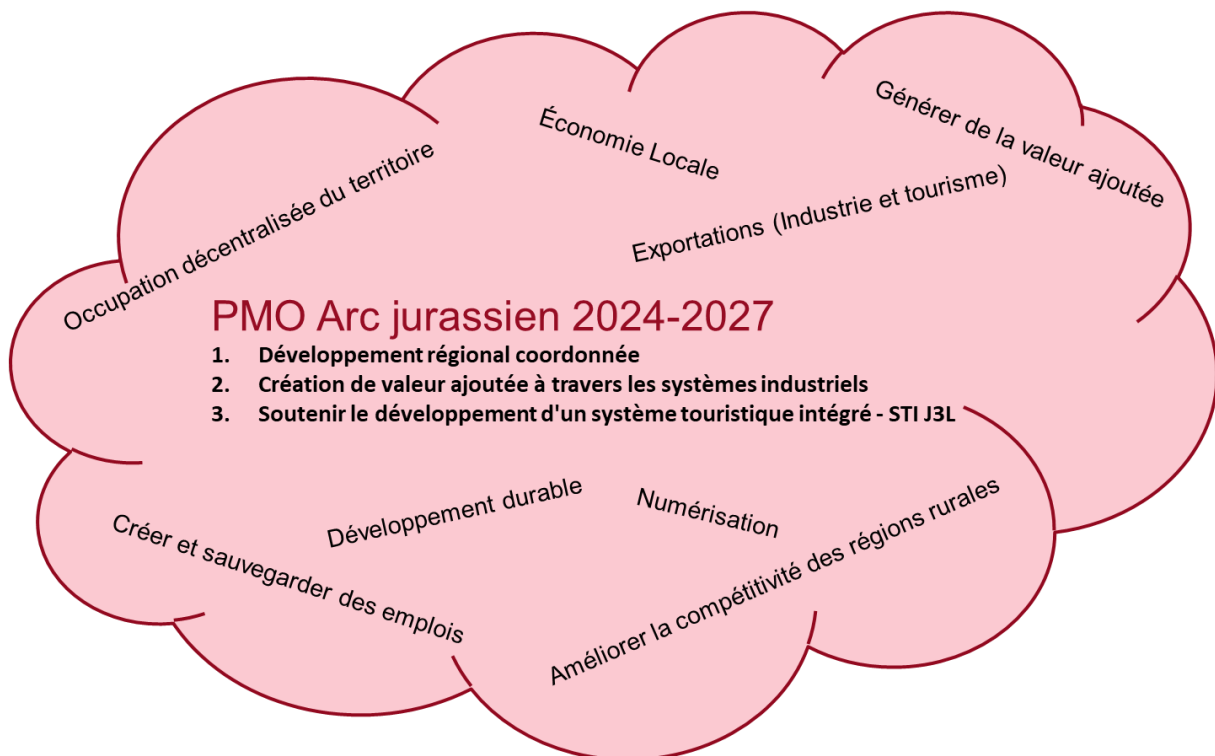 Générer de la valeur ajoutée
Économie Locale
Occupation décentralisée du territoire
Exportations (Industrie et tourisme)
PMO Arc jurassien 2024-2027
1. Développement régional coordonnée
2. Création de valeur ajoutée à travers les systèmes industriels
3. Soutenir le développement d'un système touristique intégré - STI J3L
Développement durable
Numérisation
Améliorer la compétitivité des régions rurales
Créer et sauvegarder des emplois